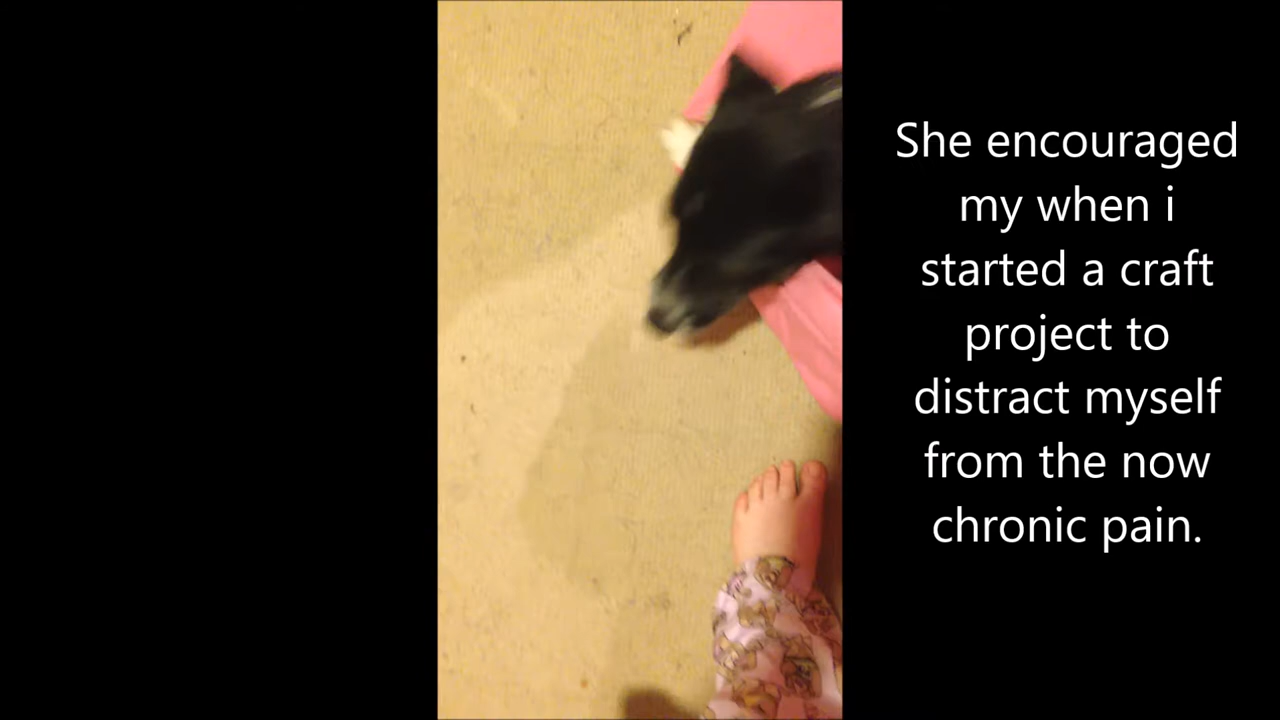 She encouraged
my when i
started a craft
project to
distract myself
from the now
chronic pain.